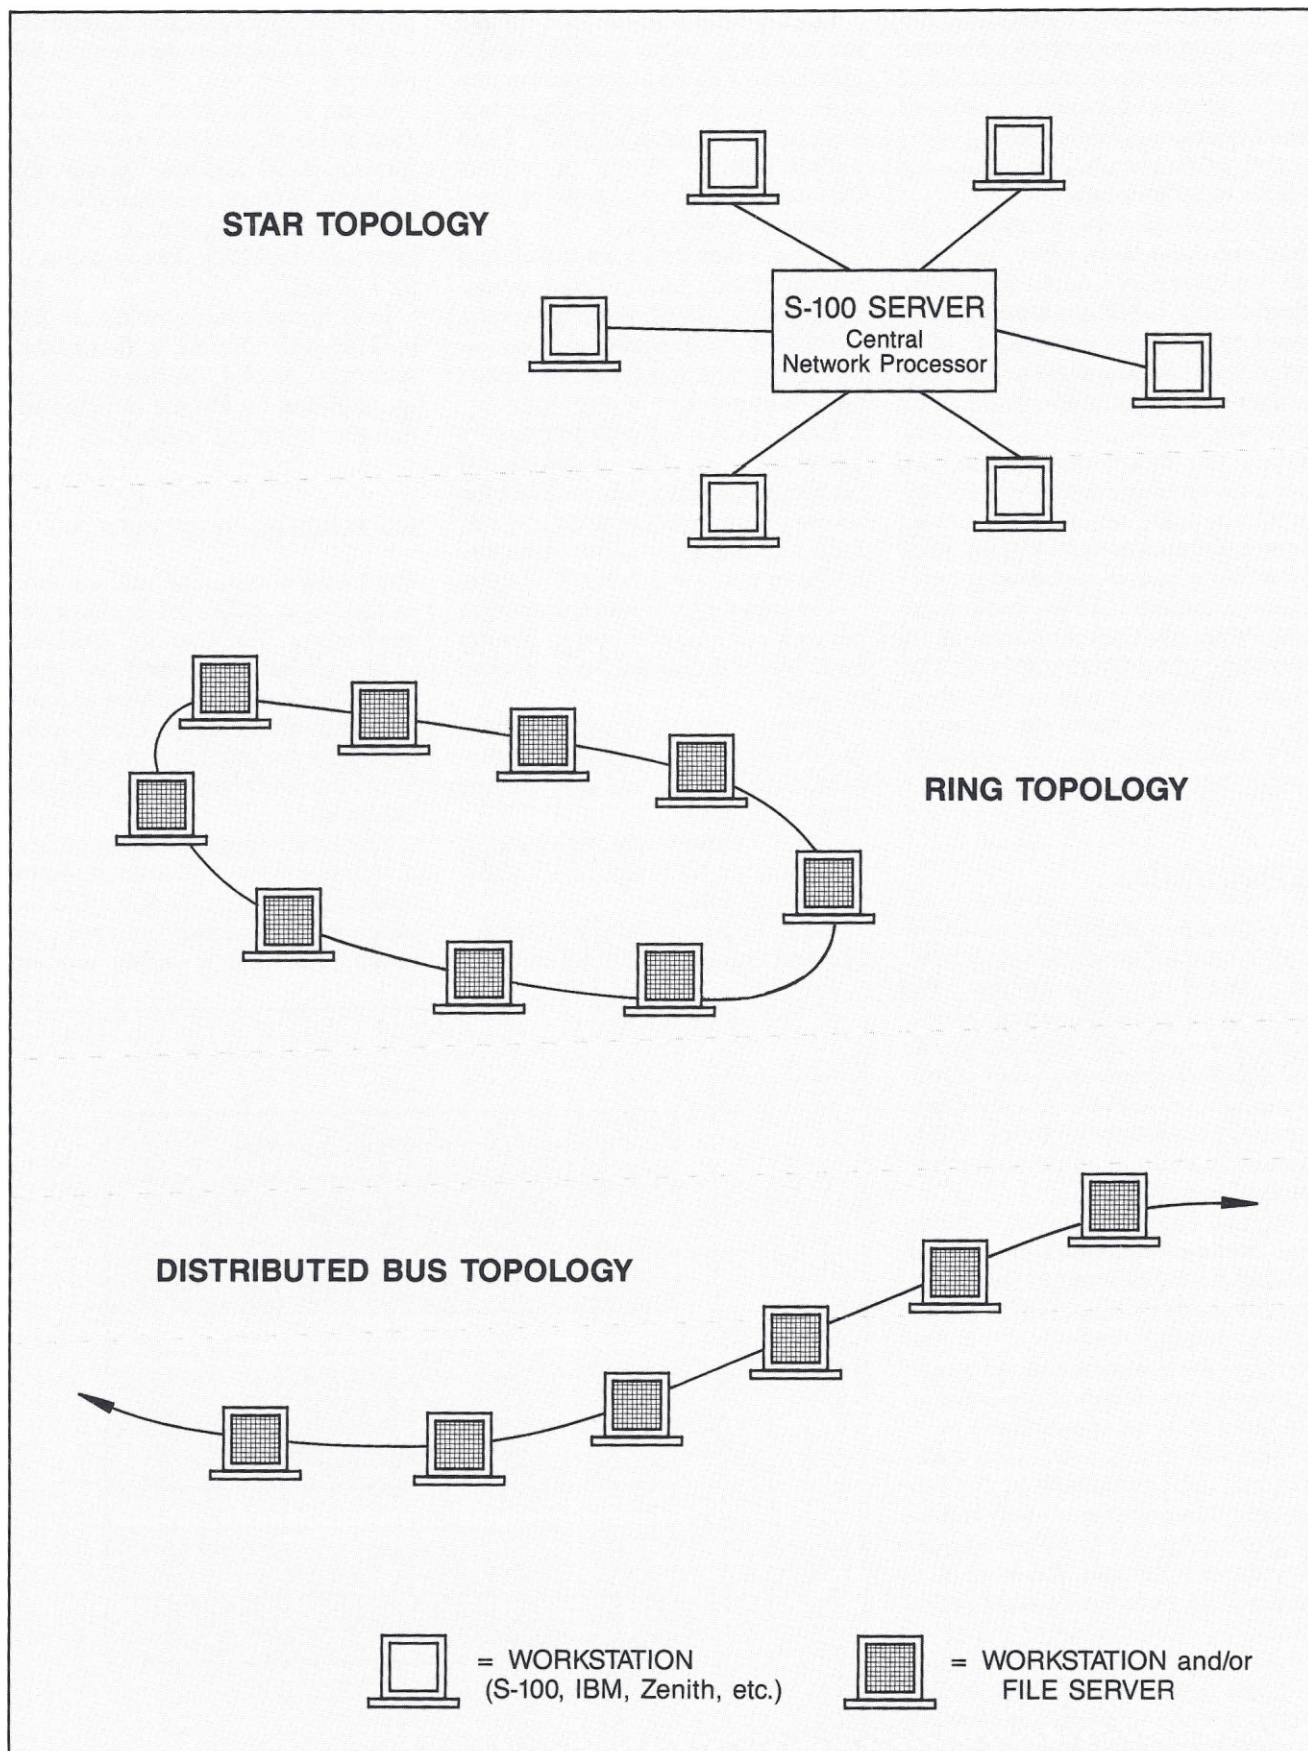 STAR TOPOLOGY
S-100 SERVER
Central
Network Processor
RING TOPOLOGY
DISTRIBUTED BUS TOPOLOGY
= WORKSTATION
(S-100, IBM, Zenith, etc.)
= WORKSTATION and/or
FILE SERVER